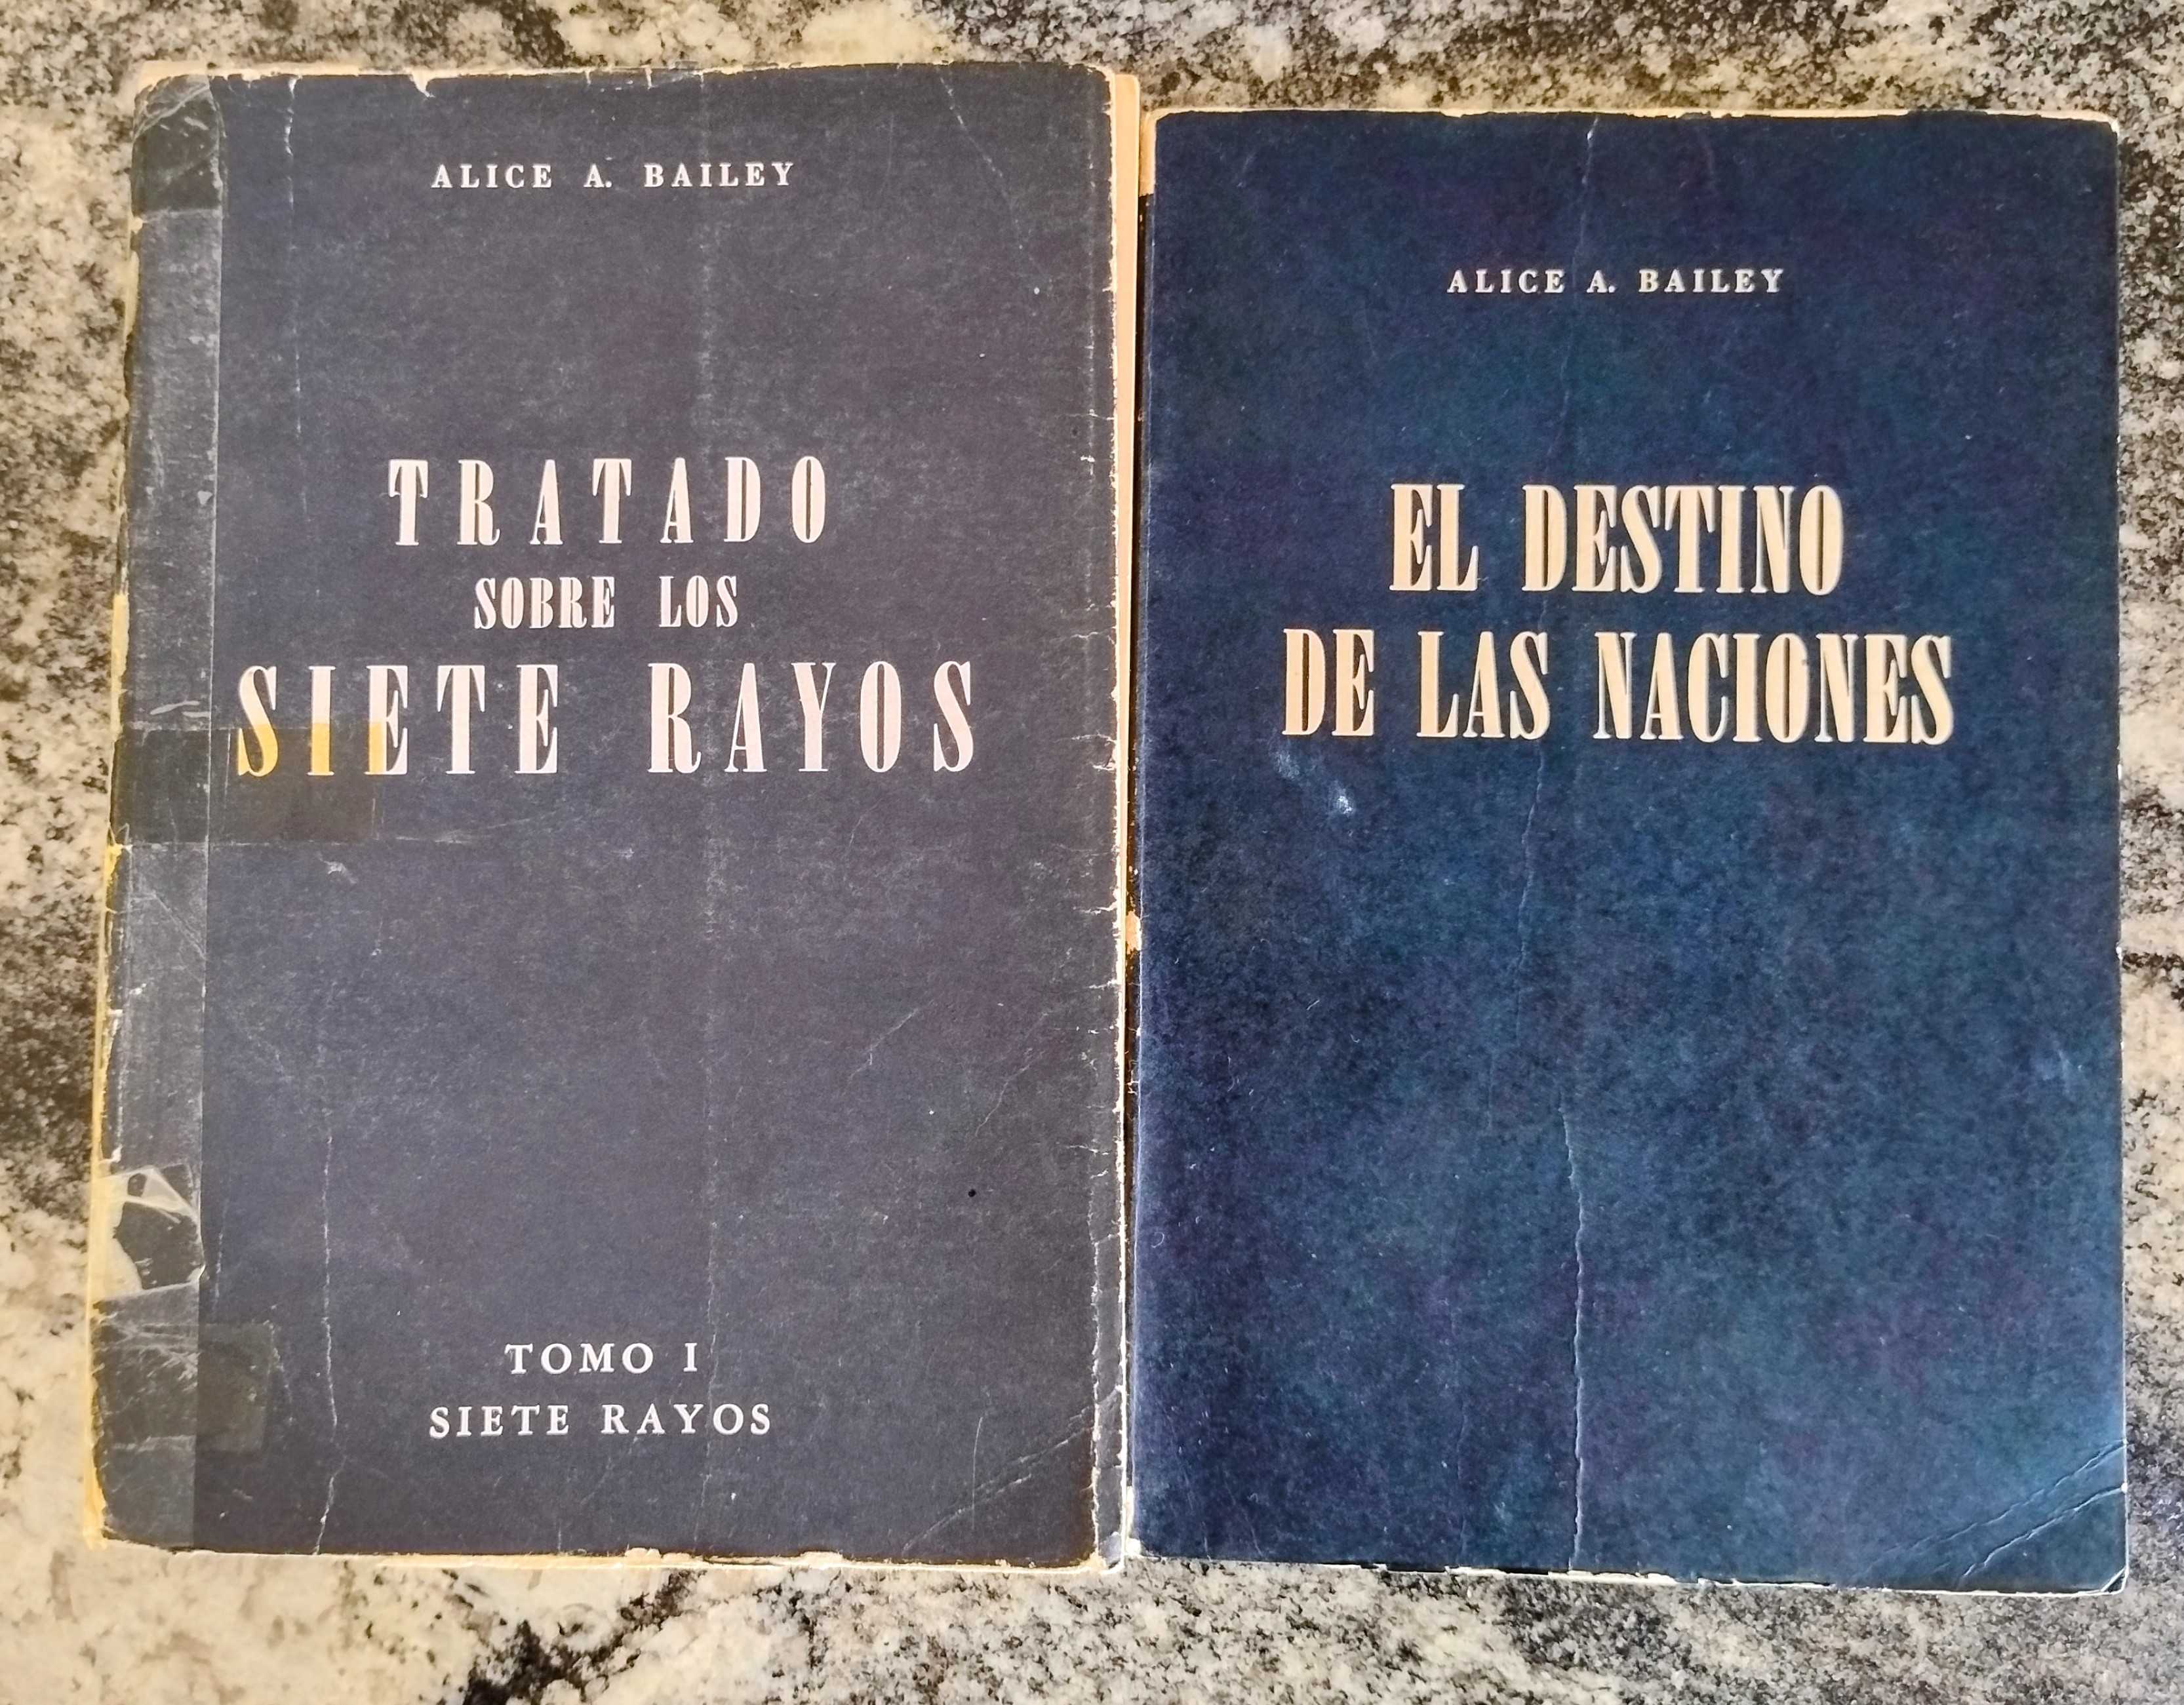 ALICE A. BAILEY
TRATADO
SOBRE LOS
SIETE RAYOS
TOMO I
SIETE RAYOS
ALICE A. BAILEY
EL DESTINO
DE LAS NACIONES